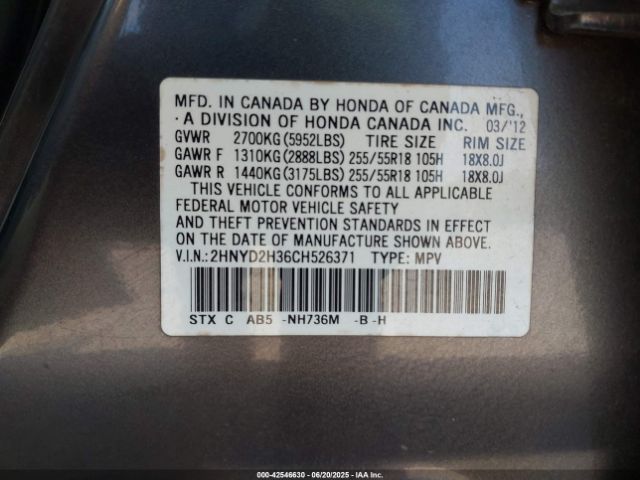 MFD. IN CANADA BY HONDA OF CANADA MFG.,
· A DIVISION OF HONDA CANADA INC. 03/'12
GVWR 2700KG(5952LBS) TIRE SIZE RIM SIZE
GAWR F 1310KG(2888LBS) 255/55R18 105H 18X8.0J
GAWR R 1440KG(3175LBS) 255/55R18 105H 18X8.0J
THIS VEHICLE CONFORMS TO ALL APPLICABLE
FEDERAL MOTOR VEHICLE SAFETY
AND THEFT PREVENTION STANDARDS IN EFFECT
ON THE DATE OF MANUFACTURE SHOWN ABOVE.
V.I.N.:2HNYD2H36CH526371 TYPE: MPV
STX C AB5 -NH736M -B -H
000-42546630 - 06/20/2025 - IAA Inc.